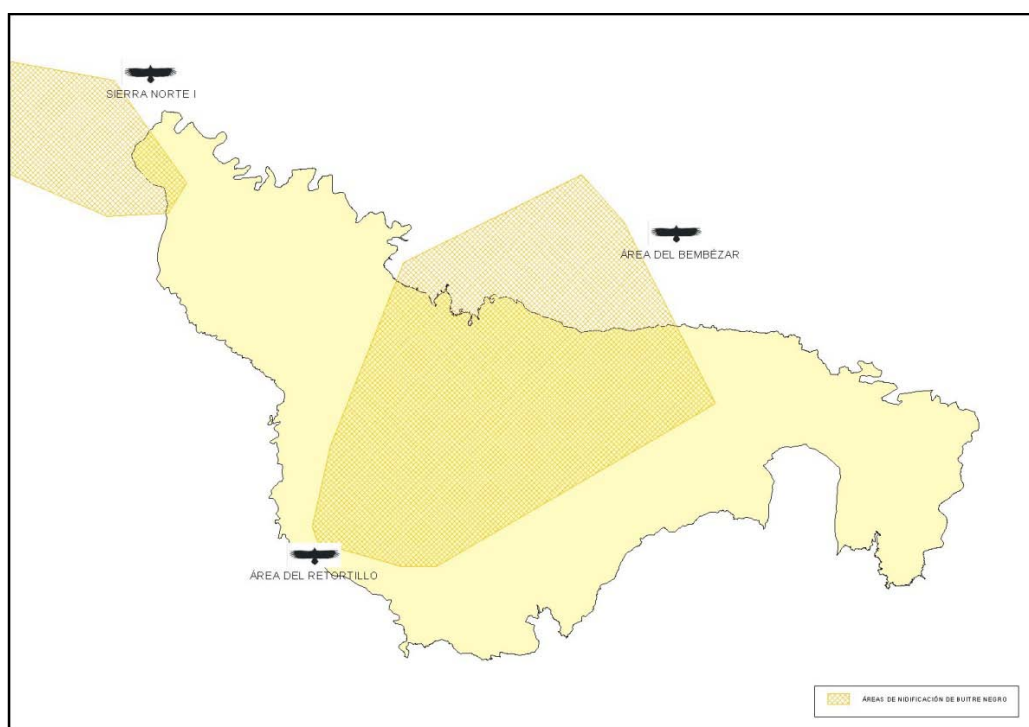 SIERRA NORTE I
ÁREA DEL BEMBÉZAR
ÁREA DEL RETORTILLO
ÁREAS DE NIDIFICACIÓN DE BUITRE NEGRO